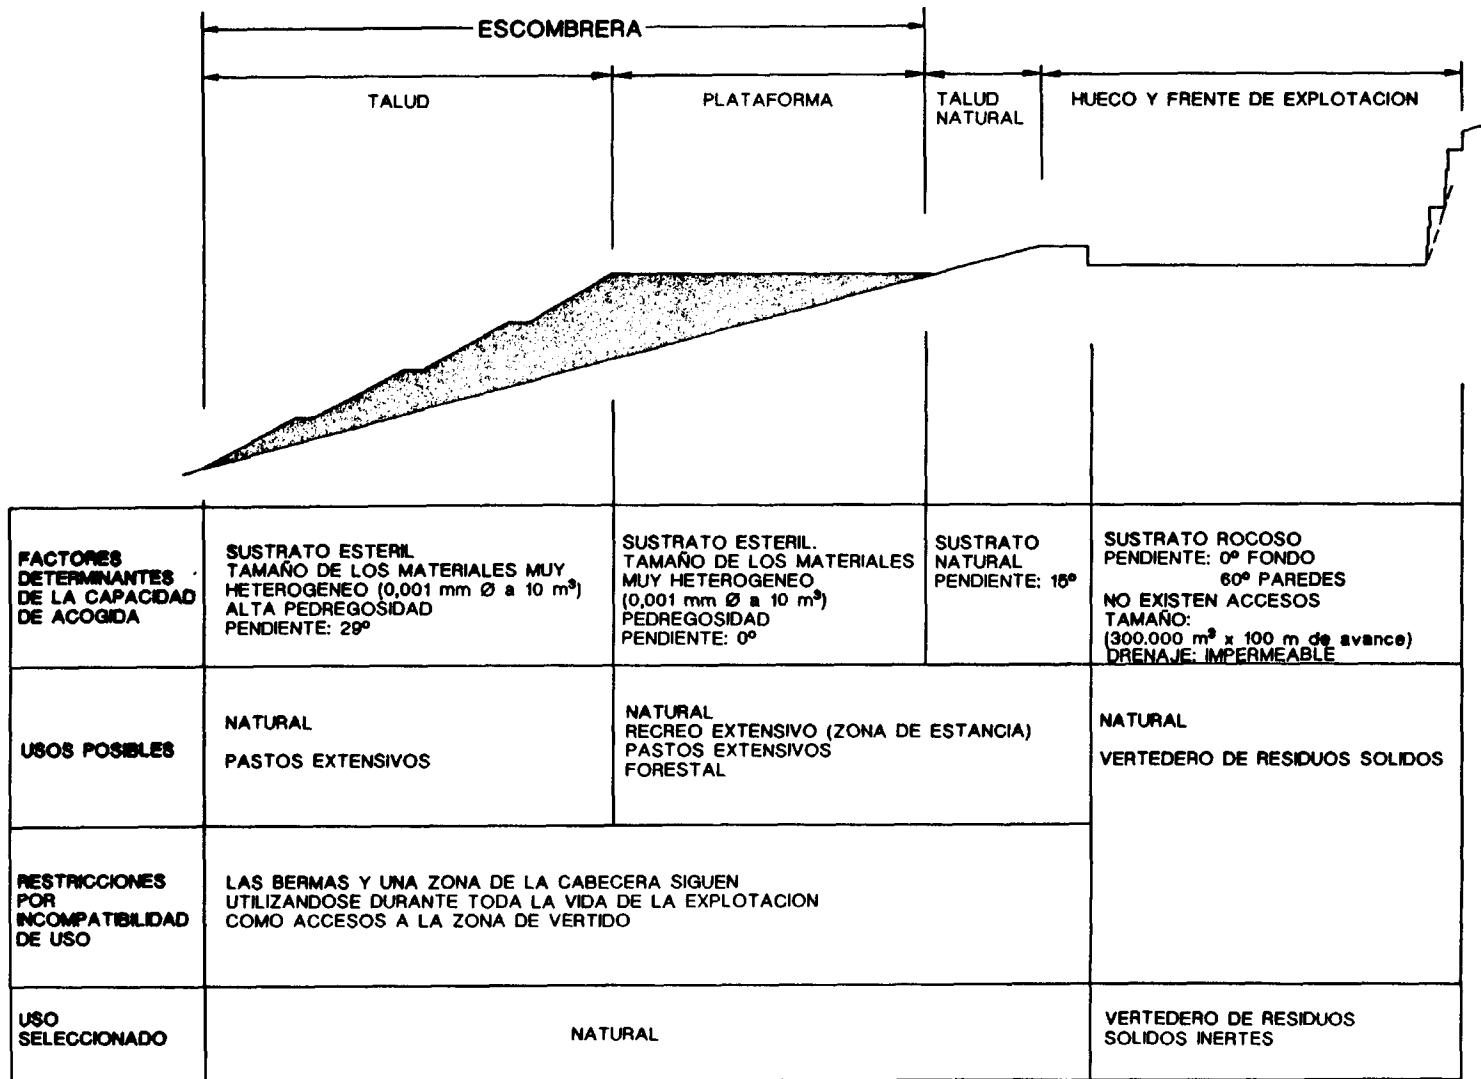 ESCOMBRERA
TALUD
PLATAFORMA
TALUD
NATURAL
HUECO Y FRENTE DE EXPLOTACION
FACTORES
DETERMINANTES
DE LA CAPACIDAD
DE ACOGIDA
SUSTRATO ESTERIL
TAMAÑO DE LOS MATERIALES MUY
HETEROGENEO (0,001 mm Ø a 10 m³)
ALTA PEDREGOSIDAD
PENDIENTE: 29º
SUSTRATO ESTERIL.
TAMAÑO DE LOS MATERIALES
MUY HETEROGENEO
(0,001 mm Ø a 10 m³)
PEDREGOSIDAD
PENDIENTE: 0º
SUSTRATO
NATURAL
PENDIENTE: 15º
SUSTRATO ROCOSO
PENDIENTE: 0º FONDO
60º PAREDES
NO EXISTEN ACCESOS
TAMAÑO:
(300.000 m³ x 100 m de avance)
DRENAJE: IMPERMEABLE
USOS POSIBLES
NATURAL
PASTOS EXTENSIVOS
NATURAL
RECREO EXTENSIVO (ZONA DE ESTANCIA)
PASTOS EXTENSIVOS
FORESTAL
NATURAL
VERTEDERO DE RESIDUOS SOLIDOS
RESTRICCIONES
POR
INCOMPATIBILIDAD
DE USO
LAS BERMAS Y UNA ZONA DE LA CABECERA SIGUEN
UTILIZANDOSE DURANTE TODA LA VIDA DE LA EXPLOTACION
COMO ACCESOS A LA ZONA DE VERTIDO
USO
SELECCIONADO
NATURAL
VERTEDERO DE RESIDUOS
SOLIDOS INERTES